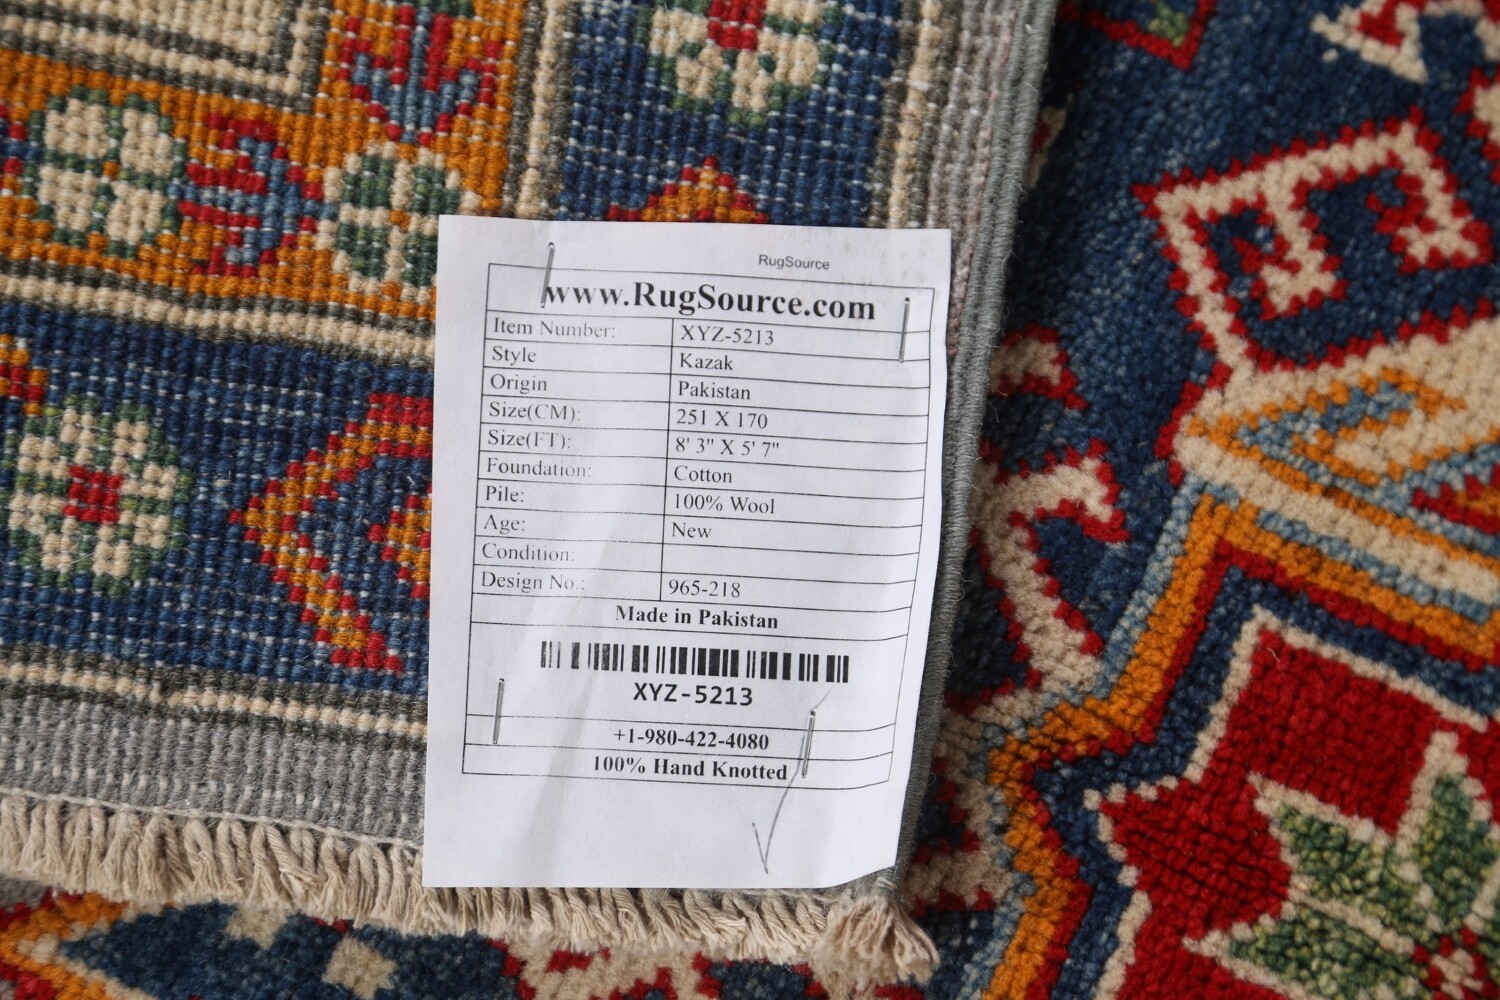 RugSource
www.RugSource.com
Item Number: XYZ-5213
Style Kazak
Origin Pakistan
Size(CM): 251 X 170
Size(FT): 8' 3" X 5' 7"
Foundation: Cotton
Pile: 100% Wool
Age: New
Condition:
Design No.: 965-218
Made in Pakistan
XYZ-5213
+1-980-422-4080
100% Hand Knotted